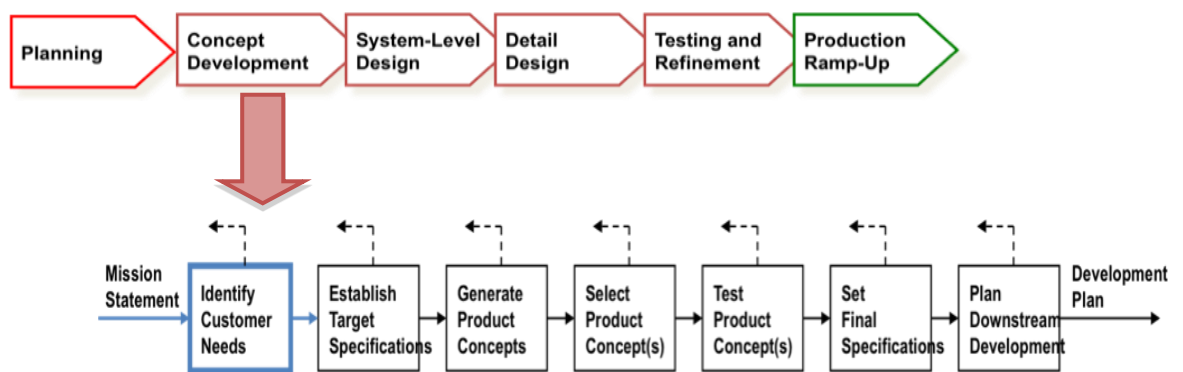 Planning
Concept
Development
System-Level
Design
Detail
Design
Testing and
Refinement
Production
Ramp-Up
Mission
Statement
Identify
Customer
Needs
Establish
Target
Specifications
Generate
Product
Concepts
Select
Product
Concept(s)
Test
Product
Concept(s)
Set
Final
Specifications
Plan
Downstream
Development
Development
Plan